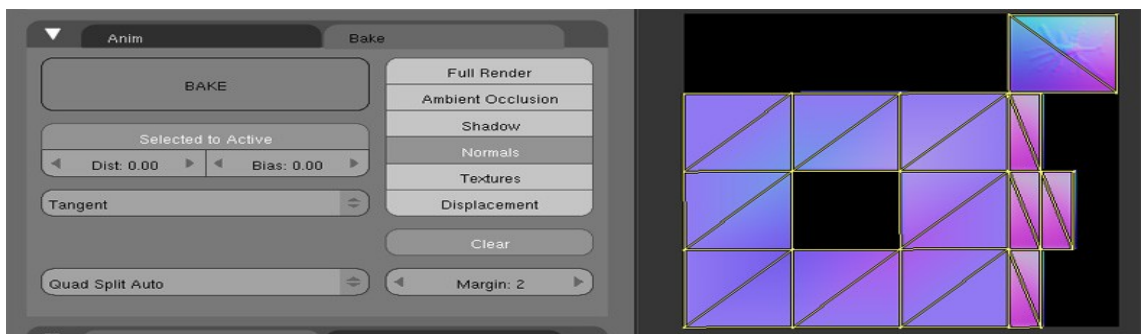 Anim
Bake
BAKE
Selected to Active
Dist: 0.00
Bias: 0.00
Tangent
Quad Split Auto
Full Render
Ambient Occlusion
Shadow
Normals
Textures
Displacement
Clear
Margin: 2